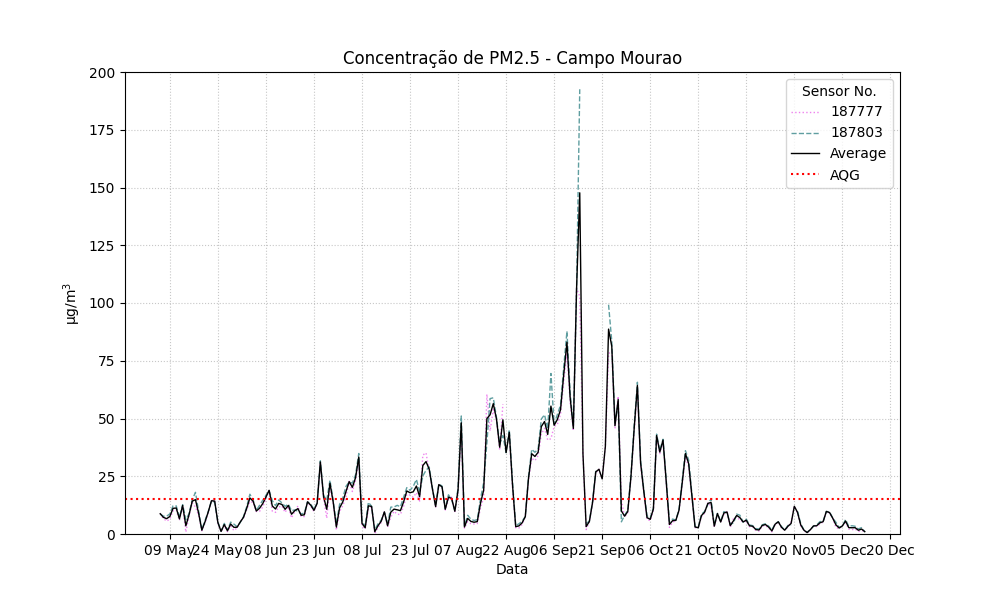 Concentração de PM2.5 - Campo Mourao
Sensor No.
187777
187803
Average
AQG
200
175
150
125
100
75
50
25
0
µg/m³
09 May 24 May 08 Jun 23 Jun 08 Jul 23 Jul 07 Aug 22 Aug 06 Sep 21 Sep 06 Oct 21 Oct 05 Nov 20 Nov 05 Dec 20 Dec
Data